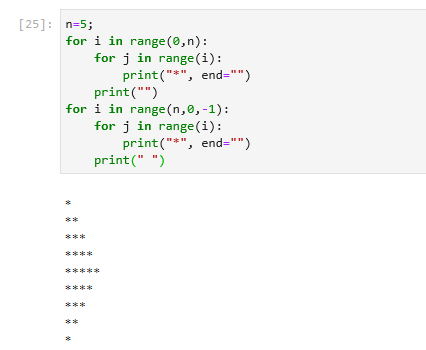 [25]: n=5;
for i in range(0,n):
    for j in range(i):
        print("*", end="")
    print("")
for i in range(n,0,-1):
    for j in range(i):
        print("*", end="")
    print(" ")
*
**
***
****
*****
****
***
**
*